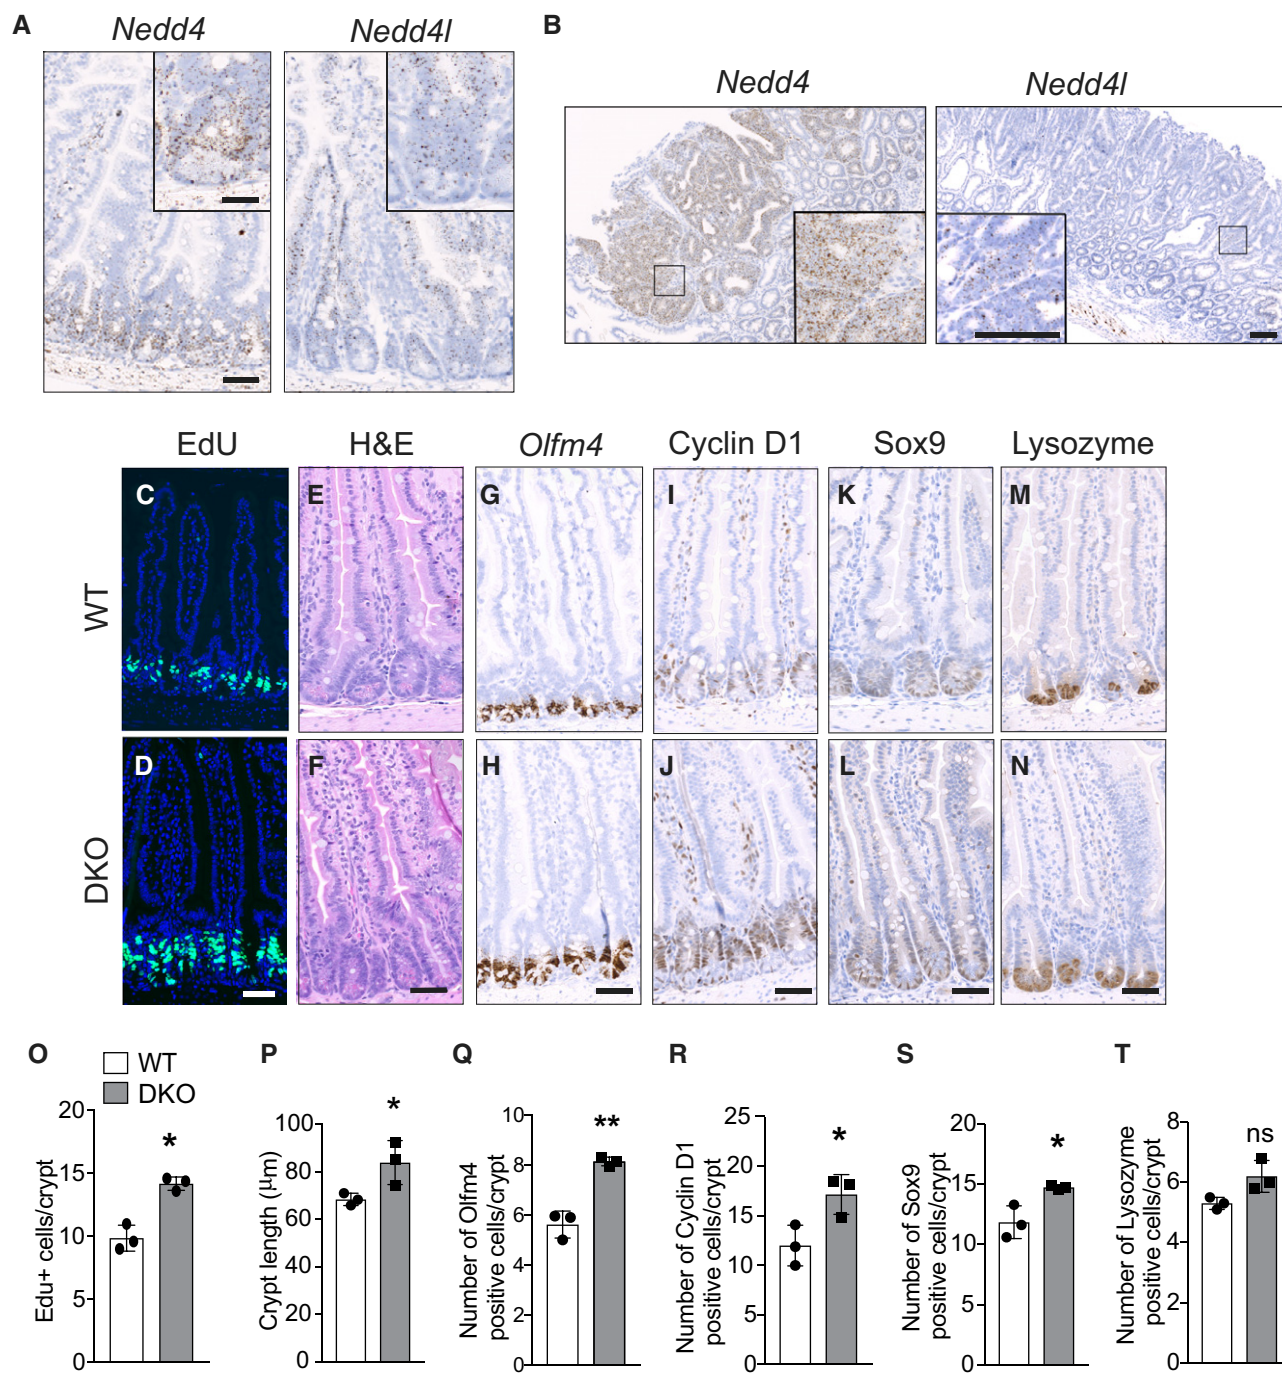 A
Nedd4
Nedd4l
B
Nedd4
Nedd4l
EdU
H&E
Olfm4
Cyclin D1
Sox9
Lysozyme
WT
C
E
G
I
K
M
DKO
D
F
H
J
L
N
O
WT
DKO
Edu+ cells/crypt
20
15
10
5
0
*
P
Crypt length (μm)
100
80
60
40
20
0
*
Q
Number of Olfm4
positive cells/crypt
10
8
6
4
2
0
**
R
Number of Cyclin D1
positive cells/crypt
25
20
15
10
5
0
*
S
Number of Sox9
positive cells/crypt
20
15
10
5
0
*
T
Number of Lysozyme
positive cells/crypt
8
6
4
2
0
ns